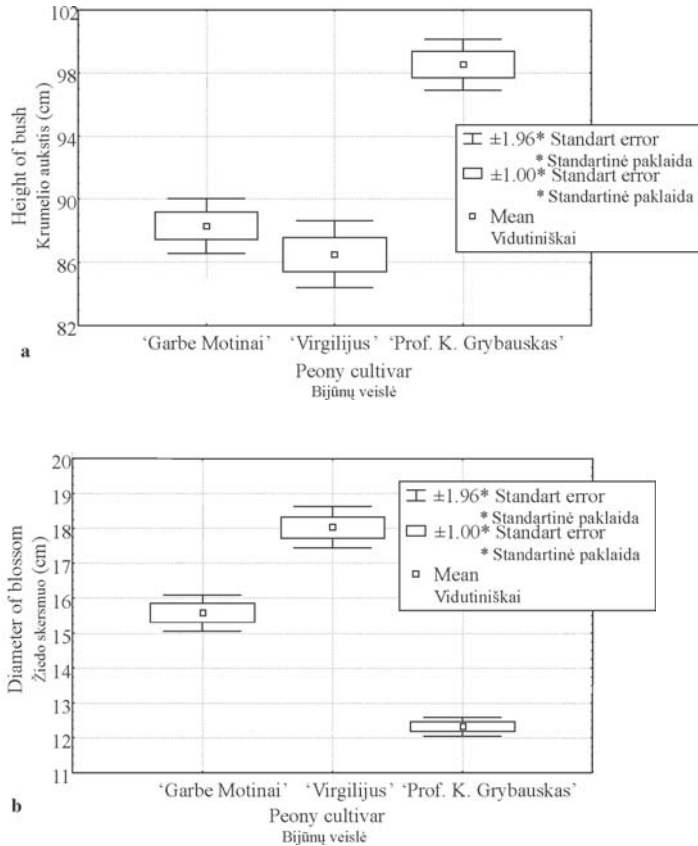 102
98
94
90
86
82
Height of bush
Krumelio aukstis (cm)
±1.96* Standart error
* Standartinė paklaida
±1.00* Standart error
* Standartinė paklaida
Mean
Vidutiniškai
a
‘Garbe Motinai’ ‘Virgilijus’ ‘Prof. K. Grybauskas’
Peony cultivar
Bijūnų veislė
20
19
18
17
16
15
14
13
12
11
Diameter of blossom
Žiedo skersmuo (cm)
±1.96* Standart error
* Standartinė paklaida
±1.00* Standart error
* Standartinė paklaida
Mean
Vidutiniškai
‘Garbe Motinai’ ‘Virgilijus’ ‘Prof. K. Grybauskas’
b
Peony cultivar
Bijūnų veislė